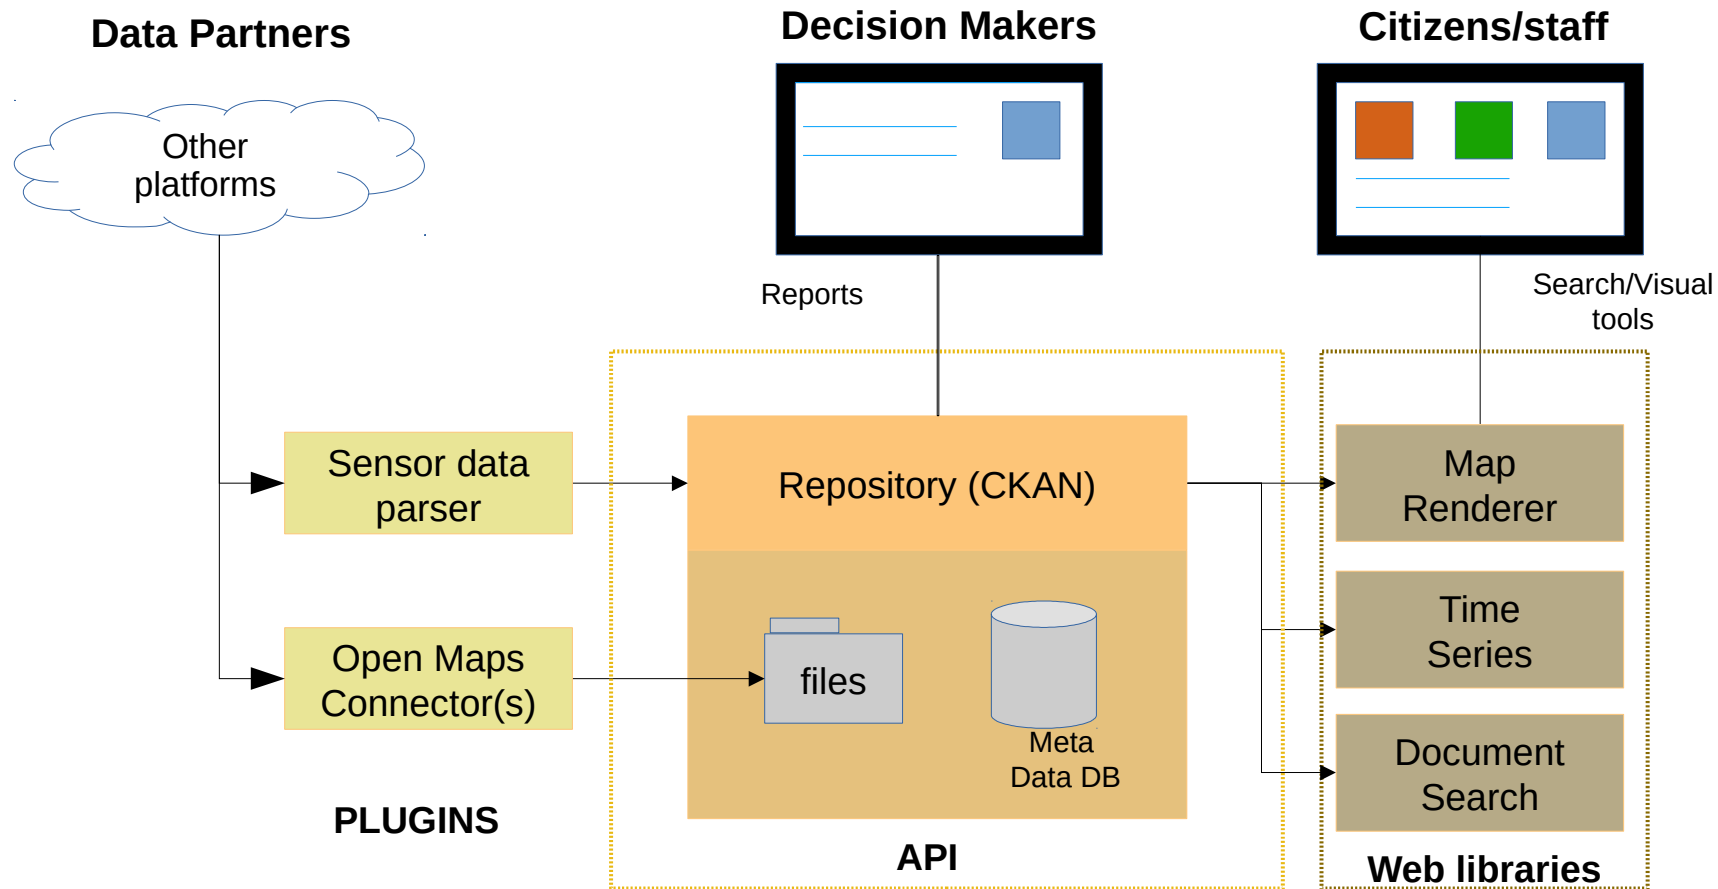 Data Partners
Decision Makers
Citizens/staff
Other
platforms
Reports
Search/Visual
tools
Sensor data
parser
Repository (CKAN)
Map
Renderer
Open Maps
Connector(s)
files
Meta
Data DB
Time
Series
Document
Search
PLUGINS
API
Web libraries